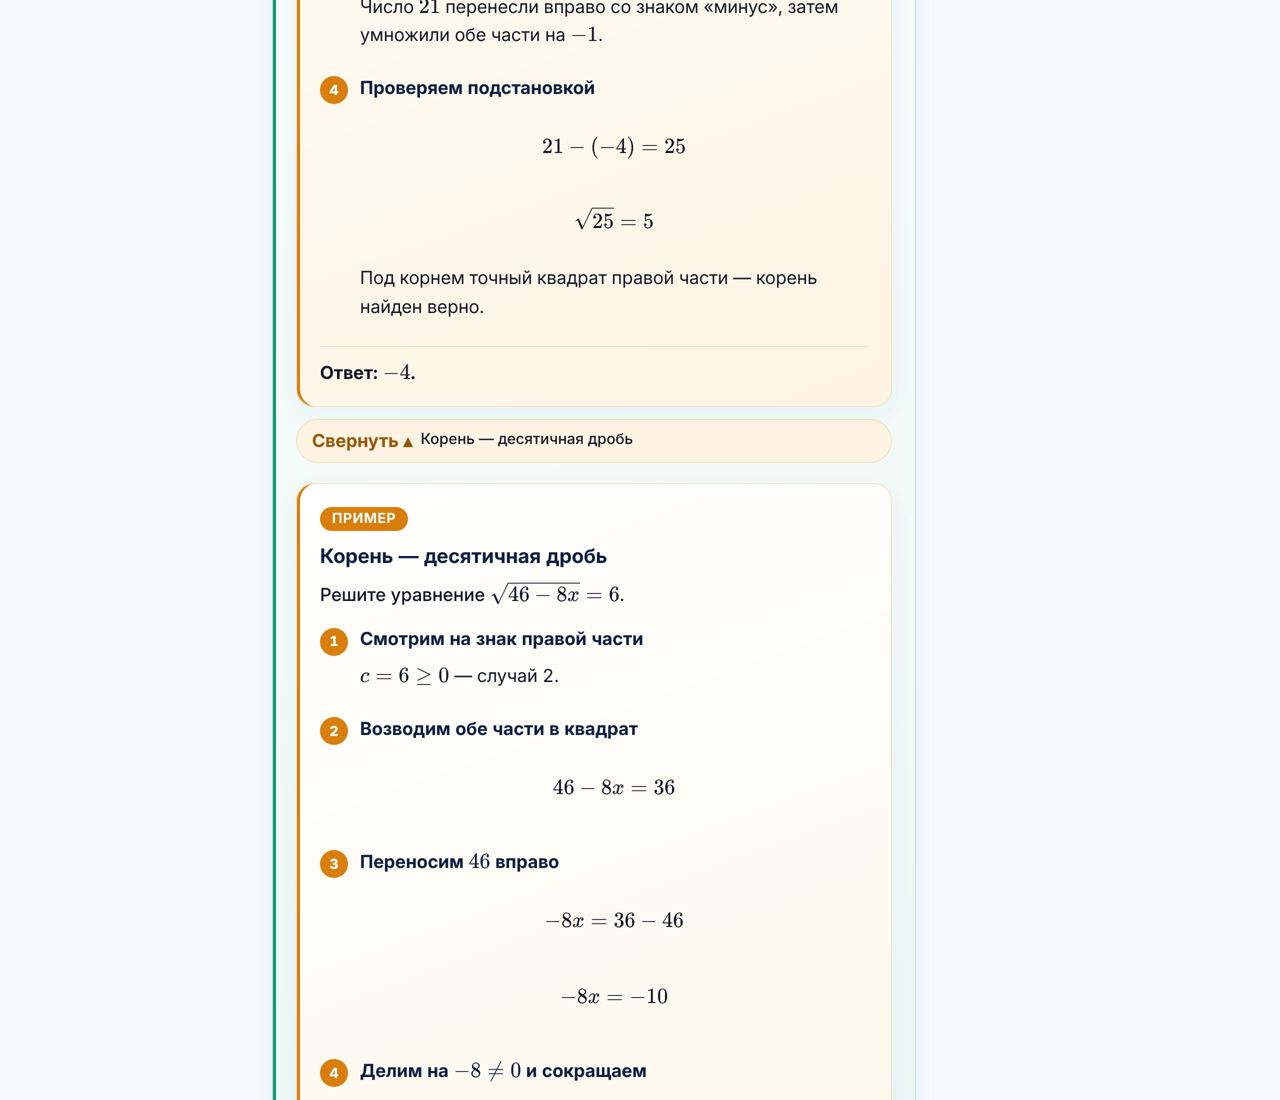 Число 21 перенесли вправо со знаком «минус», затем
умножили обе части на −1.
4 Проверяем подстановкой
21 − (−4) = 25
√25 = 5
Под корнем точный квадрат правой части — корень
найден верно.
Ответ: −4.
Свернуть ▲ Корень — десятичная дробь
ПРИМЕР
Корень — десятичная дробь
Решите уравнение √(46 − 8x) = 6.
1 Смотрим на знак правой части
c = 6 ≥ 0 — случай 2.
2 Возводим обе части в квадрат
46 − 8x = 36
3 Переносим 46 вправо
−8x = 36 − 46
−8x = −10
4 Делим на −8 ≠ 0 и сокращаем